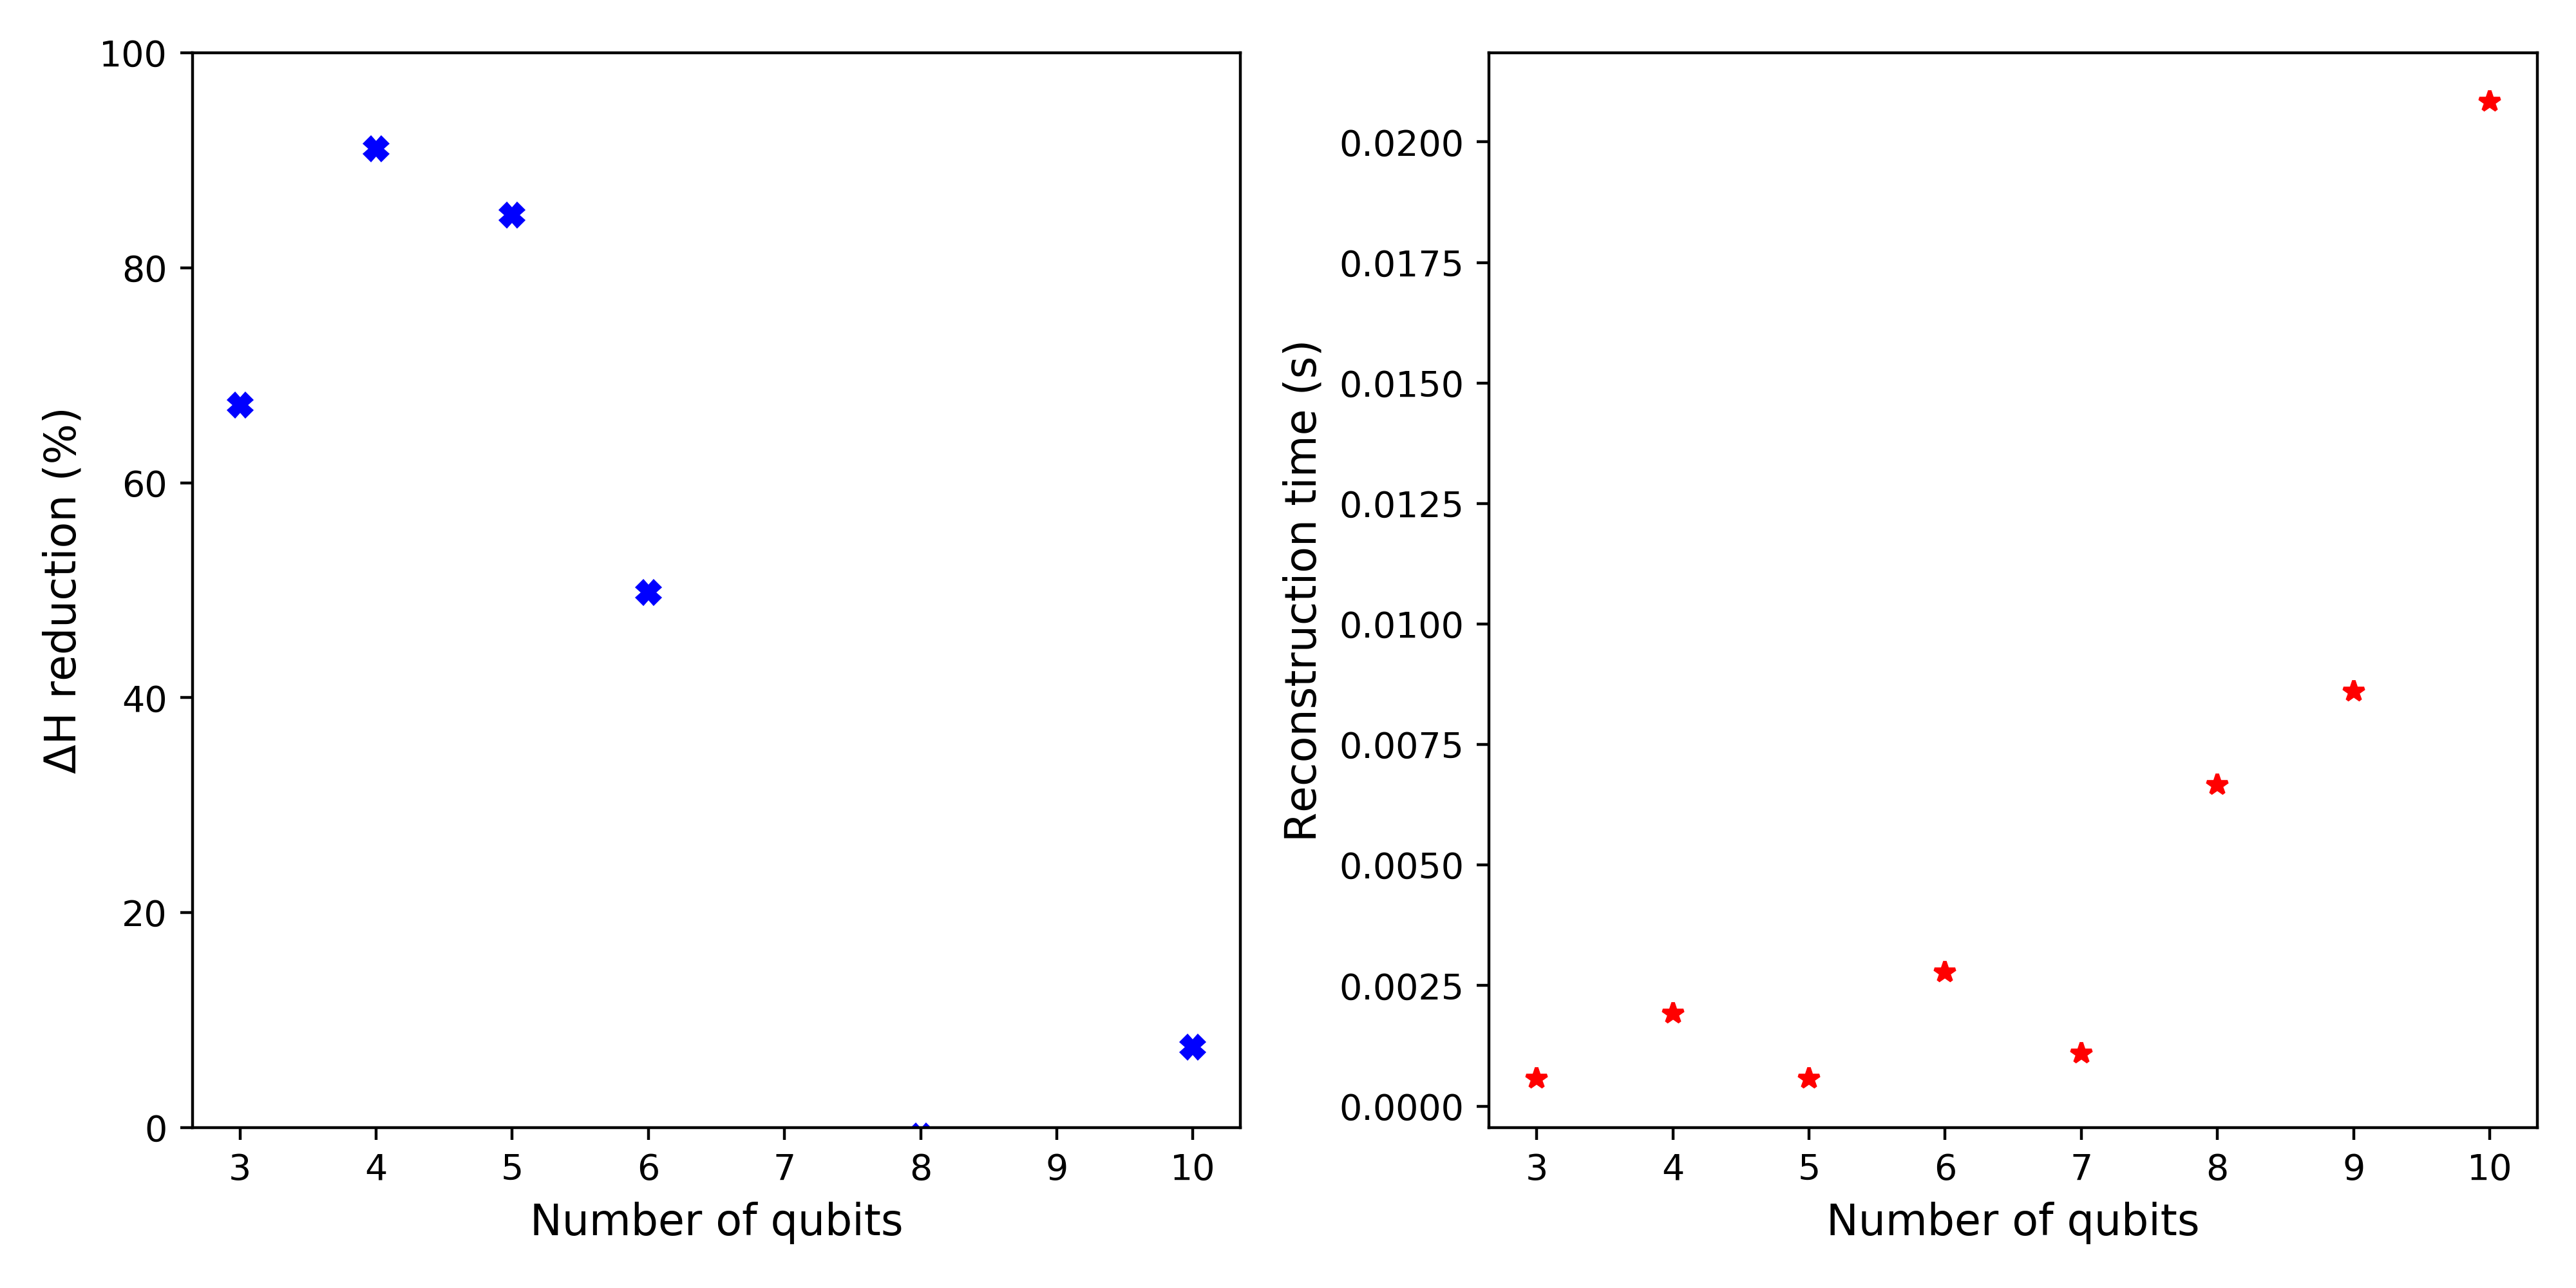 100
80
60
40
20
0
ΔH reduction (%)
3 4 5 6 7 8 9 10
Number of qubits
0.0200
0.0175
0.0150
0.0125
0.0100
0.0075
0.0050
0.0025
0.0000
Reconstruction time (s)
3 4 5 6 7 8 9 10
Number of qubits